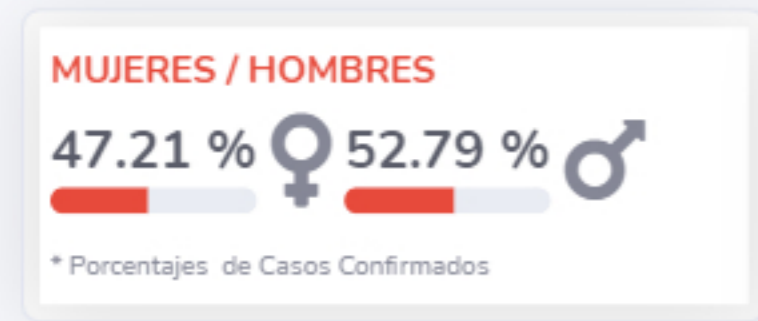 MUJERES / HOMBRES
47.21 % 52.79 %
* Porcentajes de Casos Confirmados